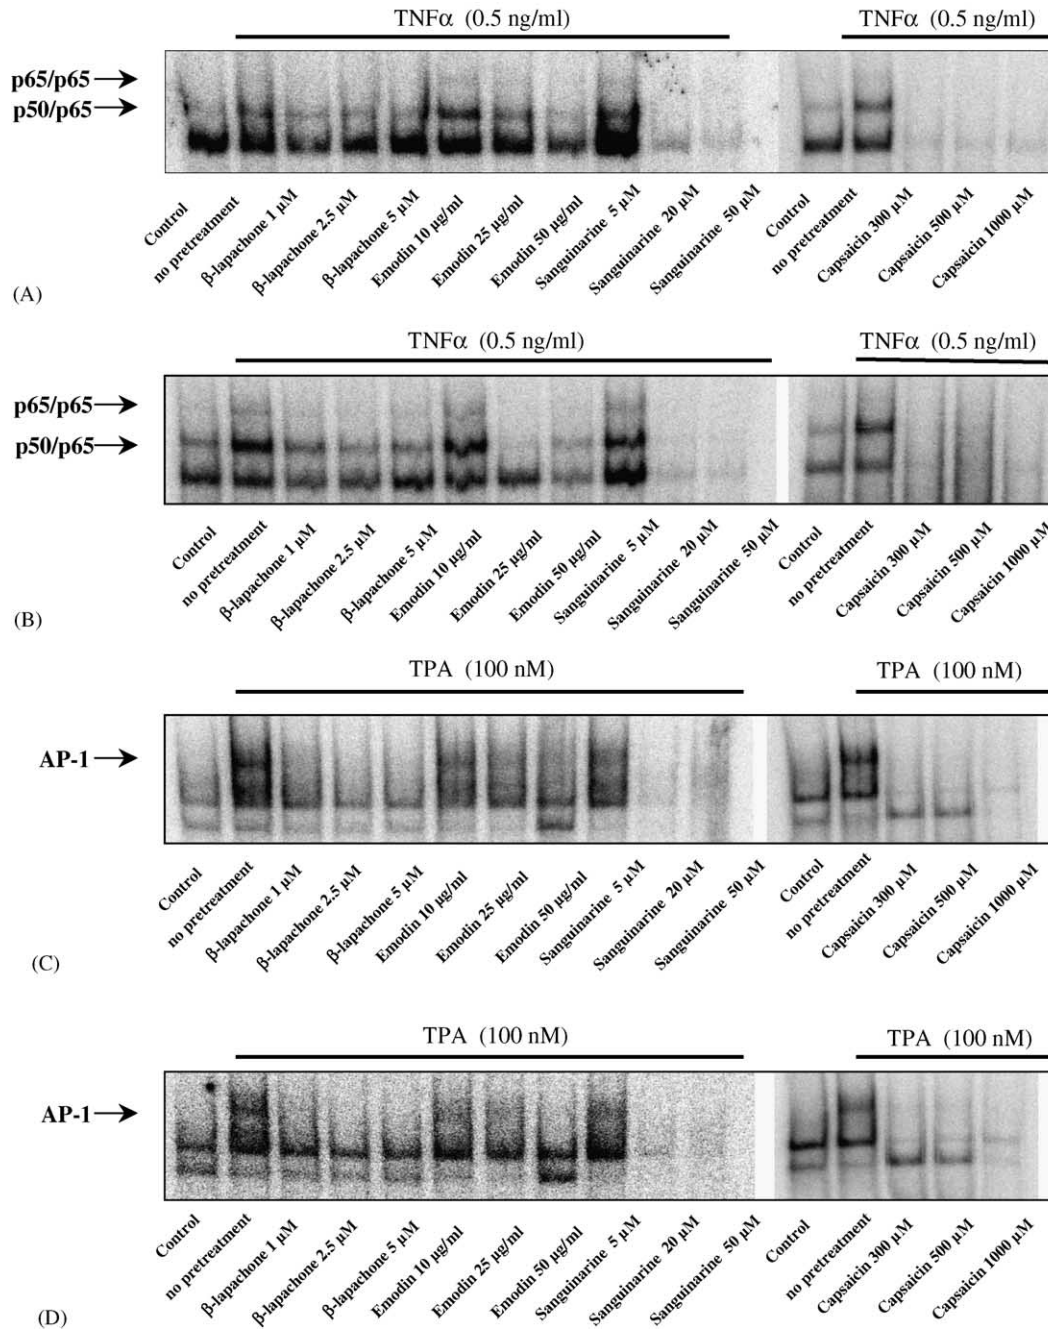 TNFα (0.5 ng/ml)
TNFα (0.5 ng/ml)
p65/p65
p50/p65
Control
no pretreatment
β-lapachone 1 µM
β-lapachone 2.5 µM
β-lapachone 5 µM
Emodin 10 µg/ml
Emodin 25 µg/ml
Emodin 50 µg/ml
Sanguinarine 5 µM
Sanguinarine 20 µM
Sanguinarine 50 µM
Control
no pretreatment
Capsaicin 300 µM
Capsaicin 500 µM
Capsaicin 1000 µM
(A)
TNFα (0.5 ng/ml)
TNFα (0.5 ng/ml)
p65/p65
p50/p65
Control
no pretreatment
β-lapachone 1 µM
β-lapachone 2.5 µM
β-lapachone 5 µM
Emodin 10 µg/ml
Emodin 25 µg/ml
Emodin 50 µg/ml
Sanguinarine 5 µM
Sanguinarine 20 µM
Sanguinarine 50 µM
Control
no pretreatment
Capsaicin 300 µM
Capsaicin 500 µM
Capsaicin 1000 µM
(B)
TPA (100 nM)
TPA (100 nM)
AP-1
Control
no pretreatment
β-lapachone 1 µM
β-lapachone 2.5 µM
β-lapachone 5 µM
Emodin 10 µg/ml
Emodin 25 µg/ml
Emodin 50 µg/ml
Sanguinarine 5 µM
Sanguinarine 20 µM
Sanguinarine 50 µM
Control
no pretreatment
Capsaicin 300 µM
Capsaicin 500 µM
Capsaicin 1000 µM
(C)
TPA (100 nM)
TPA (100 nM)
AP-1
Control
no pretreatment
β-lapachone 1 µM
β-lapachone 2.5 µM
β-lapachone 5 µM
Emodin 10 µg/ml
Emodin 25 µg/ml
Emodin 50 µg/ml
Sanguinarine 5 µM
Sanguinarine 20 µM
Sanguinarine 50 µM
Control
no pretreatment
Capsaicin 300 µM
Capsaicin 500 µM
Capsaicin 1000 µM
(D)